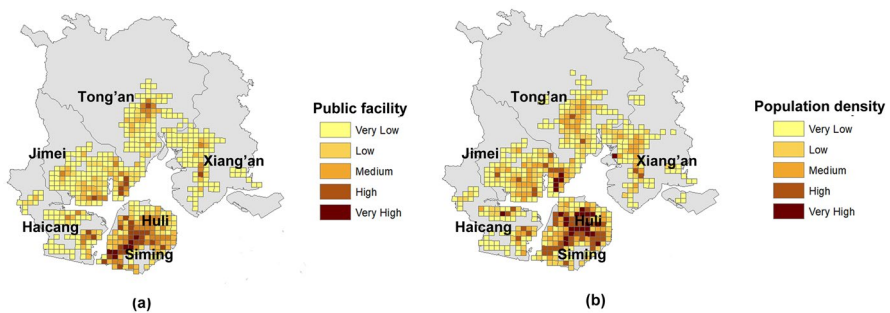 Tong'an
Jimei
Xiang'an
Haicang
Huli
Siming
Public facility
Very Low
Low
Medium
High
Very High
(a)
Tong'an
Jimei
Xiang'an
Haicang
Huli
Siming
Population density
Very Low
Low
Medium
High
Very High
(b)